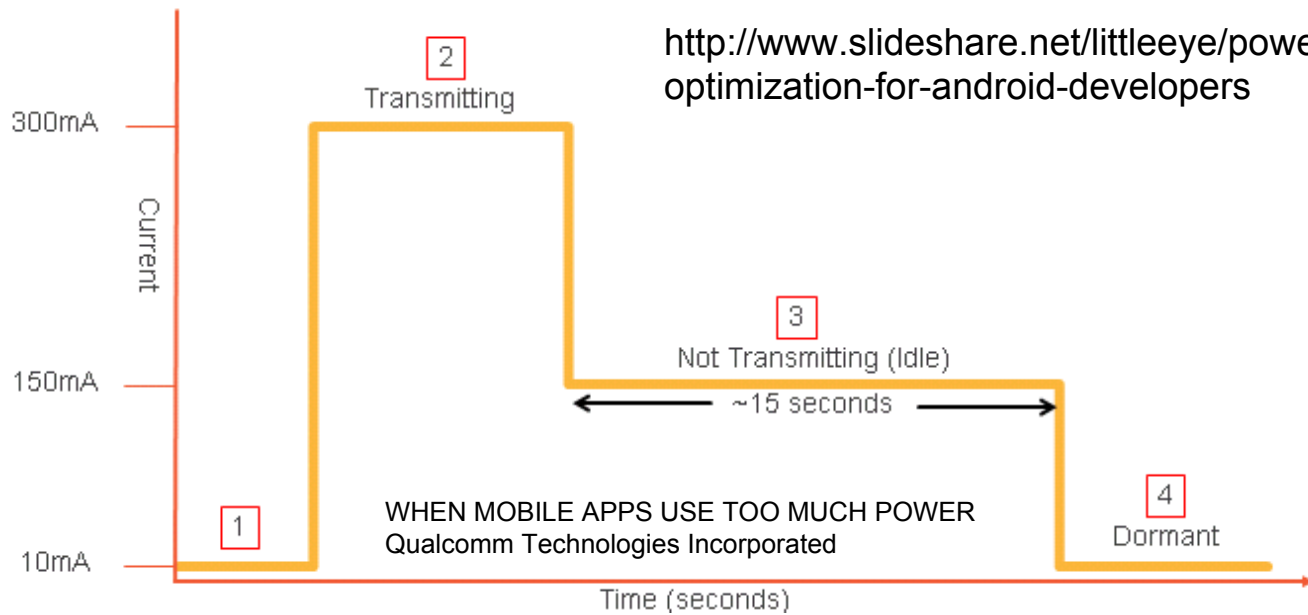 http://www.slideshare.net/littleeye/powe
optimization-for-android-developers
2
Transmitting
300mA
Current
3
Not Transmitting (Idle)
150mA
~15 seconds
WHEN MOBILE APPS USE TOO MUCH POWER
Qualcomm Technologies Incorporated
1
4
Dormant
10mA
Time (seconds)